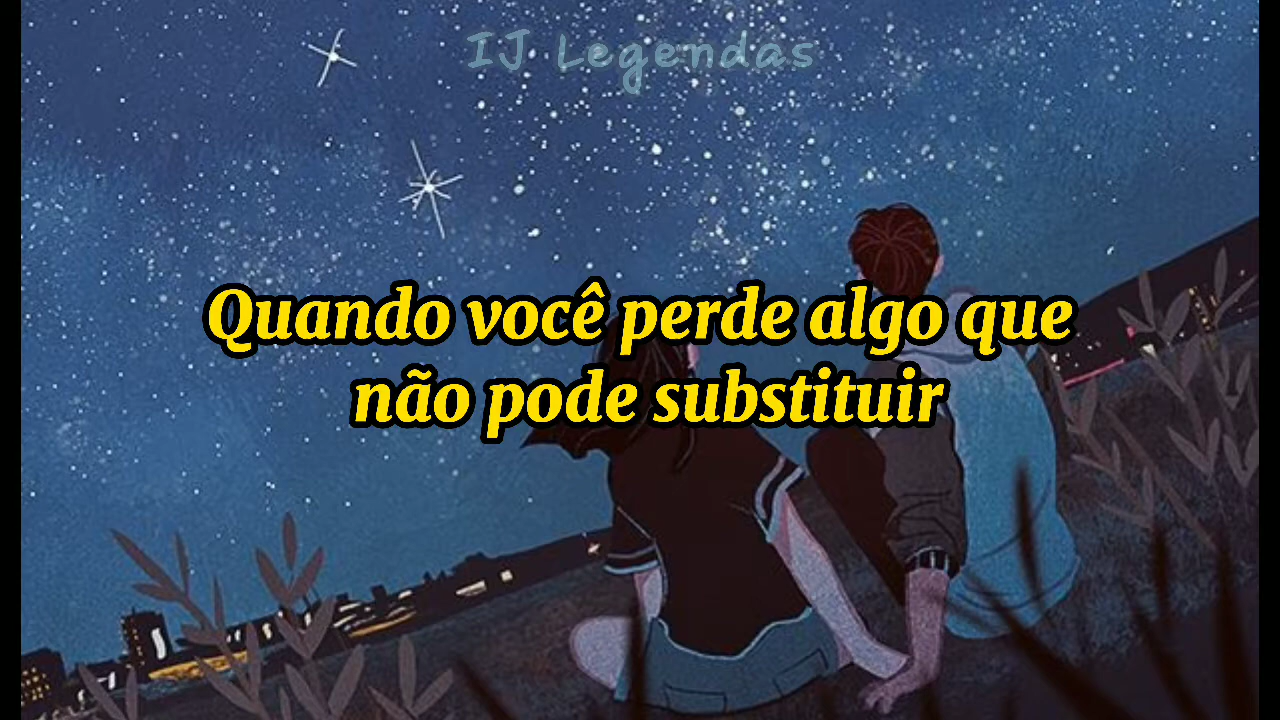 IJ Legendas
Quando você perde algo que
não pode substituir